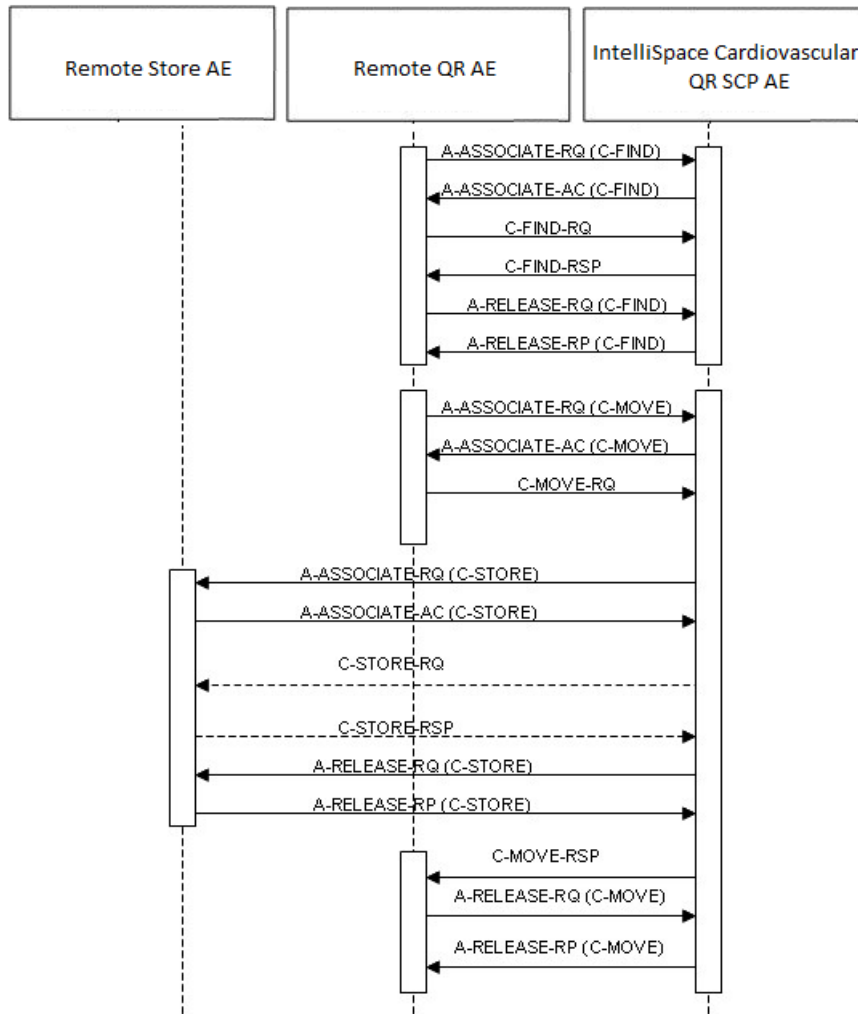 Remote Store AE
Remote QR AE
IntelliSpace Cardiovascular
QR SCP AE
A-ASSOCIATE-RQ (C-FIND)
A-ASSOCIATE-AC (C-FIND)
C-FIND-RQ
C-FIND-RSP
A-RELEASE-RQ (C-FIND)
A-RELEASE-RP (C-FIND)
A-ASSOCIATE-RQ (C-MOVE)
A-ASSOCIATE-AC (C-MOVE)
C-MOVE-RQ
A-ASSOCIATE-RQ (C-STORE)
A-ASSOCIATE-AC (C-STORE)
C-STORE-RQ
C-STORE-RSP
A-RELEASE-RQ (C-STORE)
A-RELEASE-RP (C-STORE)
C-MOVE-RSP
A-RELEASE-RQ (C-MOVE)
A-RELEASE-RP (C-MOVE)